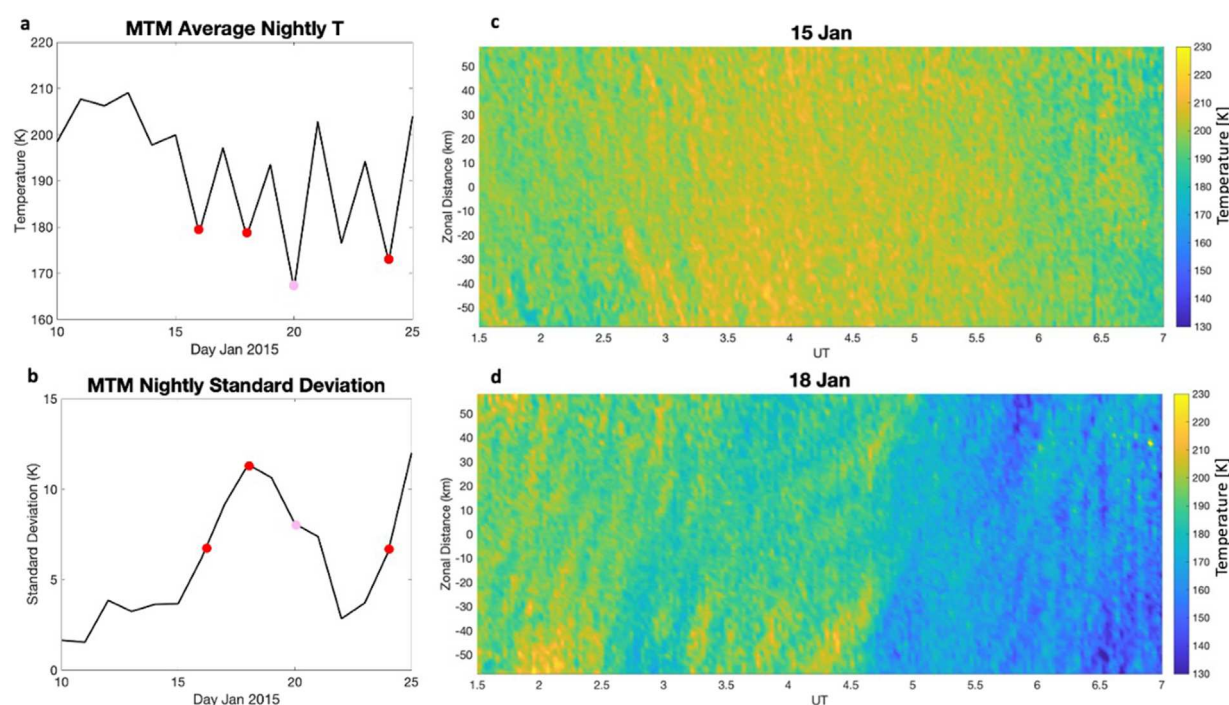 a
MTM Average Nightly T
220
210
200
190
180
170
160
Temperature (K)
10 15 20 25
Day Jan 2015
b
MTM Nightly Standard Deviation
15
10
5
0
Standard Deviation (K)
10 15 20 25
Day Jan 2015
c
15 Jan
50
40
30
20
10
0
-10
-20
-30
-40
-50
Zonal Distance (km)
1.5 2 2.5 3 3.5 4 4.5 5 5.5 6 6.5 7
UT
230
220
210
200
190
180
170
160
150
140
130
Temperature [K]
d
18 Jan
50
40
30
20
10
0
-10
-20
-30
-40
-50
Zonal Distance (km)
1.5 2 2.5 3 3.5 4 4.5 5 5.5 6 6.5 7
UT
230
220
210
200
190
180
170
160
150
140
130
Temperature [K]